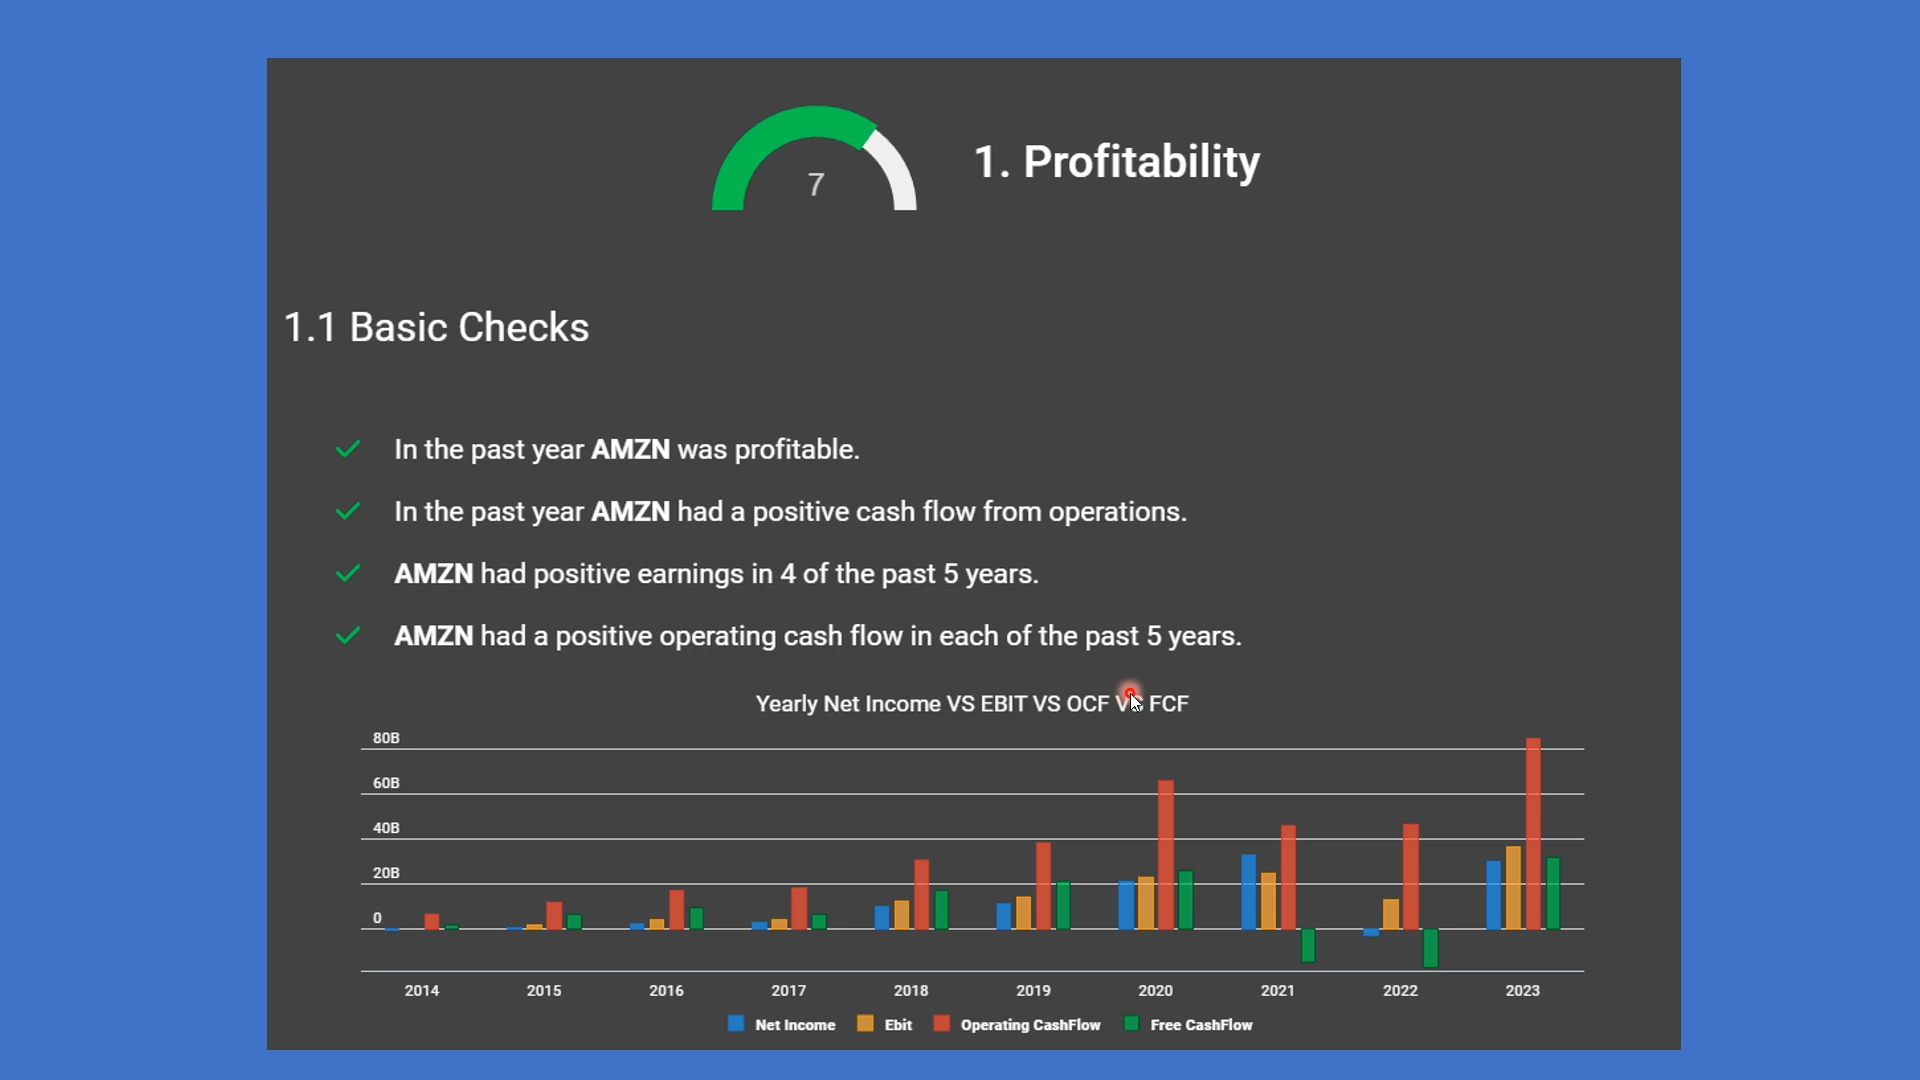 7
1. Profitability
1.1 Basic Checks
In the past year AMZN was profitable.
In the past year AMZN had a positive cash flow from operations.
AMZN had positive earnings in 4 of the past 5 years.
AMZN had a positive operating cash flow in each of the past 5 years.
Yearly Net Income VS EBIT VS OCF VS FCF
80B
60B
40B
20B
0
2014 2015 2016 2017 2018 2019 2020 2021 2022 2023
Net Income Ebit Operating CashFlow Free CashFlow